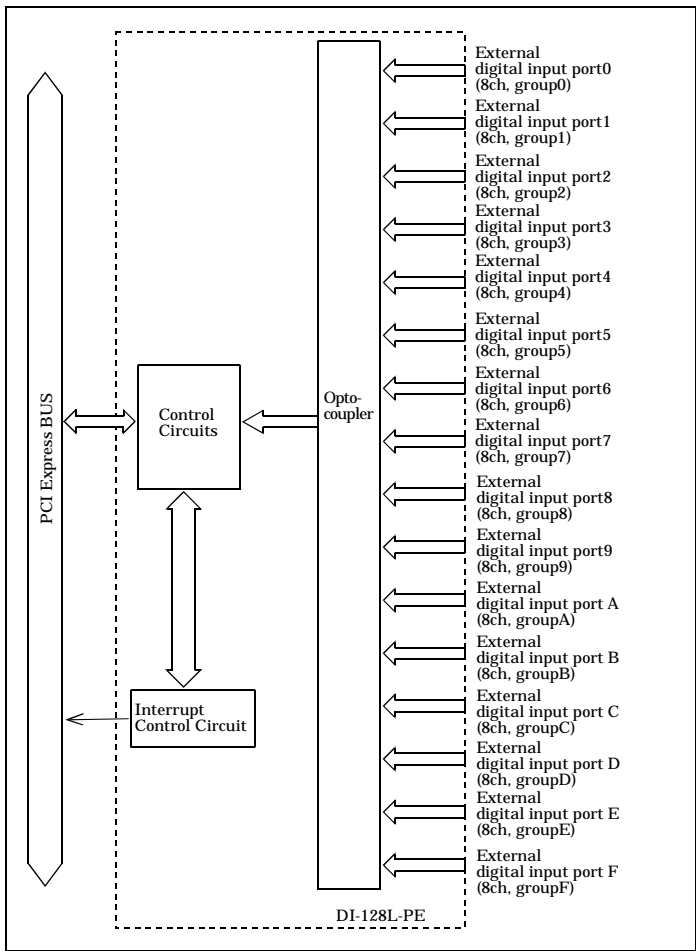 External
digital input port0
(8ch, group0)
External
digital input port1
(8ch, group1)
External
digital input port2
(8ch, group2)
External
digital input port3
(8ch, group3)
External
digital input port4
(8ch, group4)
External
digital input port5
(8ch, group5)
External
digital input port6
(8ch, group6)
External
digital input port7
(8ch, group7)
External
digital input port8
(8ch, group8)
External
digital input port9
(8ch, group9)
External
digital input port A
(8ch, groupA)
External
digital input port B
(8ch, groupB)
External
digital input port C
(8ch, groupC)
External
digital input port D
(8ch, groupD)
External
digital input port E
(8ch, groupE)
External
digital input port F
(8ch, groupF)
Opto-
coupler
Control
Circuits
PCI Express BUS
Interrupt
Control Circuit
DI-128L-PE